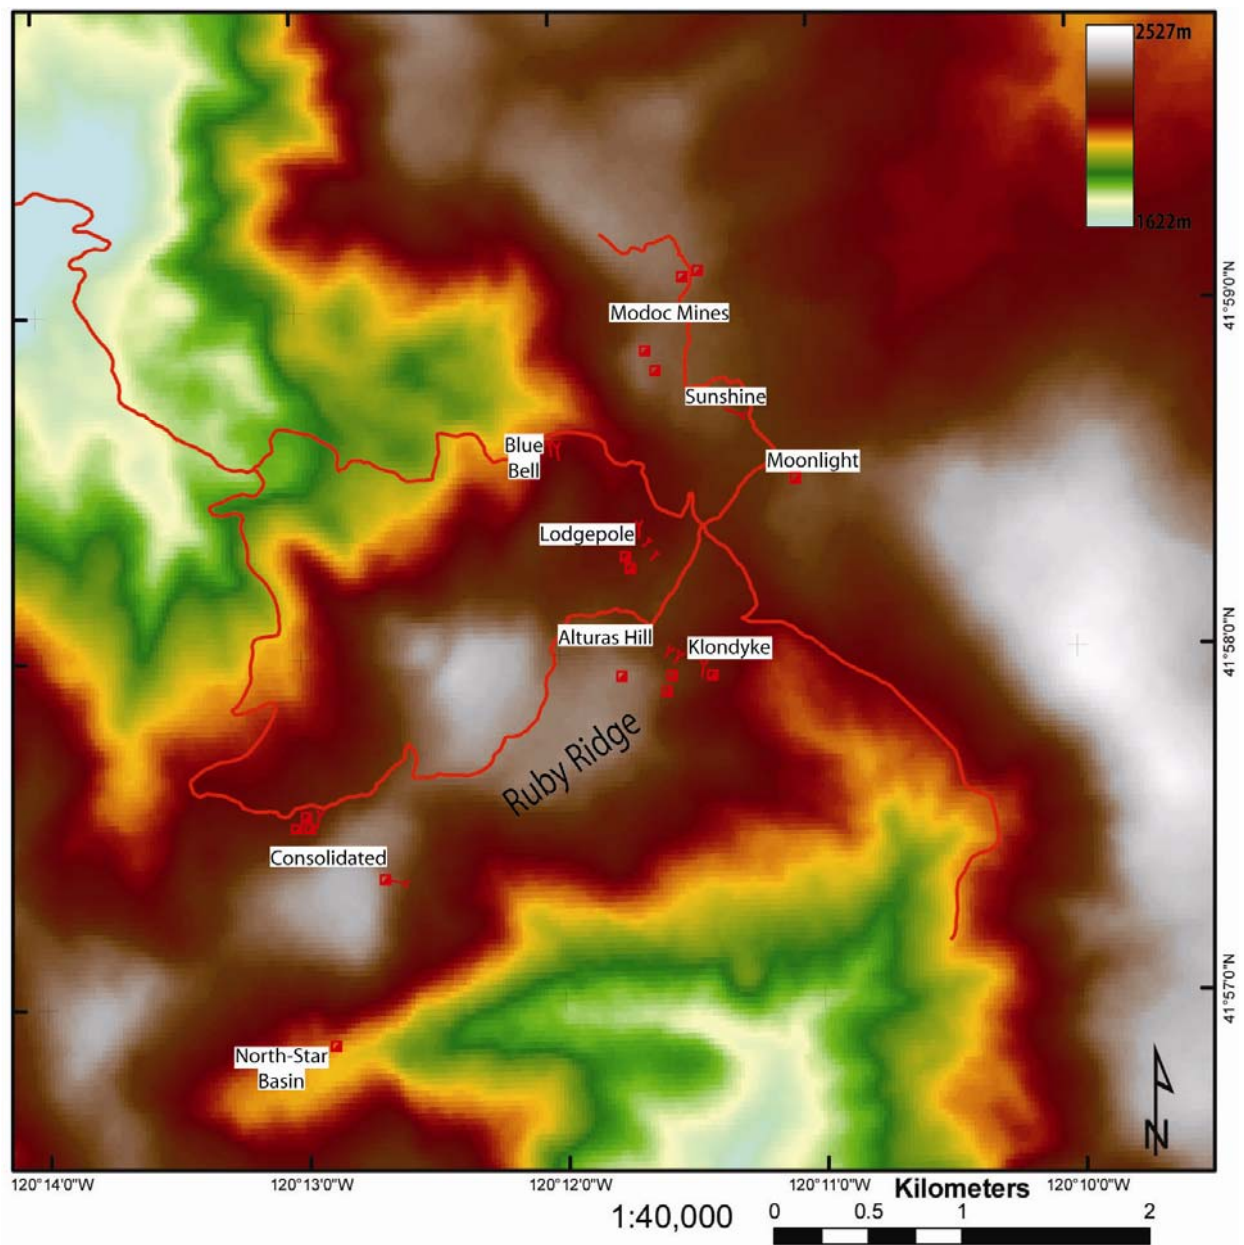 2527m
1622m
Modoc Mines
Sunshine
Blue
Bell
Moonlight
Lodgepole
Alturas Hill
Klondyke
Ruby Ridge
Consolidated
North-Star
Basin
41°59'0"N
41°58'0"N
41°57'0"N
N
120°14'0"W
120°13'0"W
120°12'0"W
120°11'0"W
120°10'0"W
Kilometers
1:40,000
0
0.5
1
2